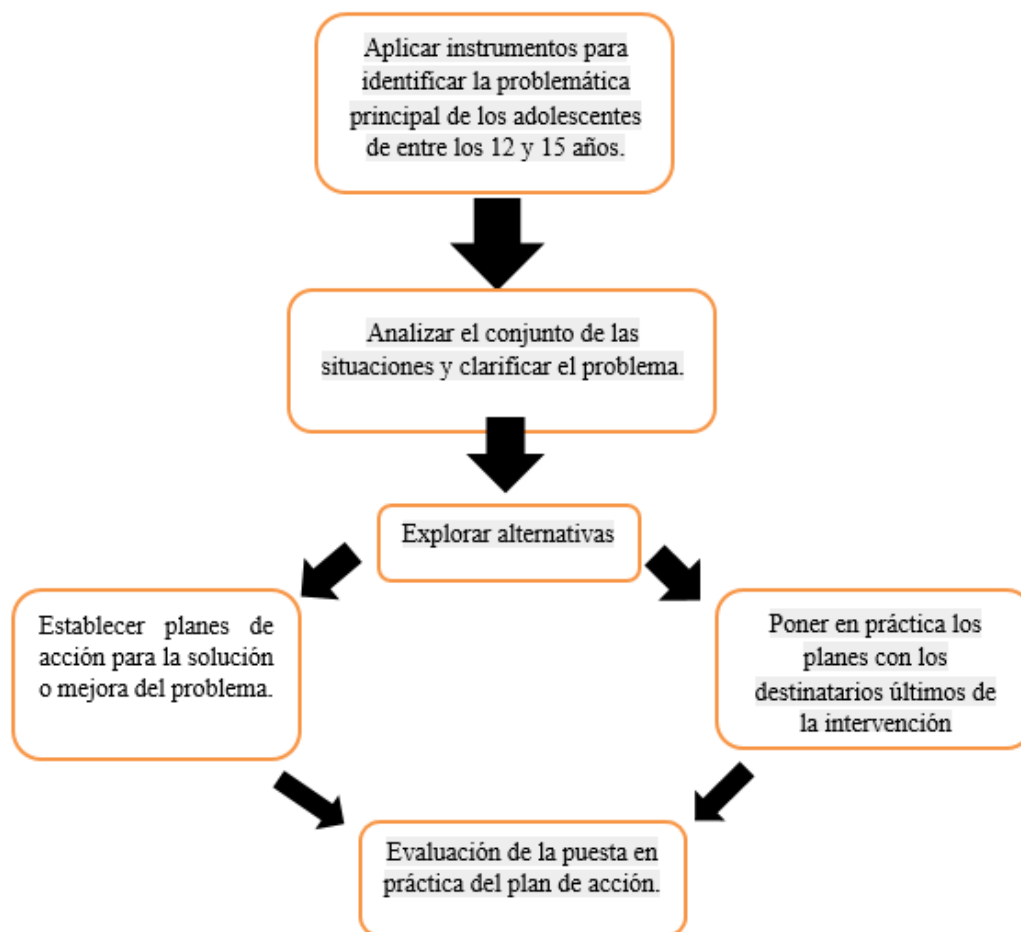 Aplicar instrumentos para
identificar la problemática
principal de los adolescentes
de entre los 12 y 15 años.
Analizar el conjunto de las
situaciones y clarificar el problema.
Explorar alternativas
Establecer planes de
acción para la solución
o mejora del problema.
Poner en práctica los
planes con los
destinatarios últimos de
la intervención
Evaluación de la puesta en
práctica del plan de acción.